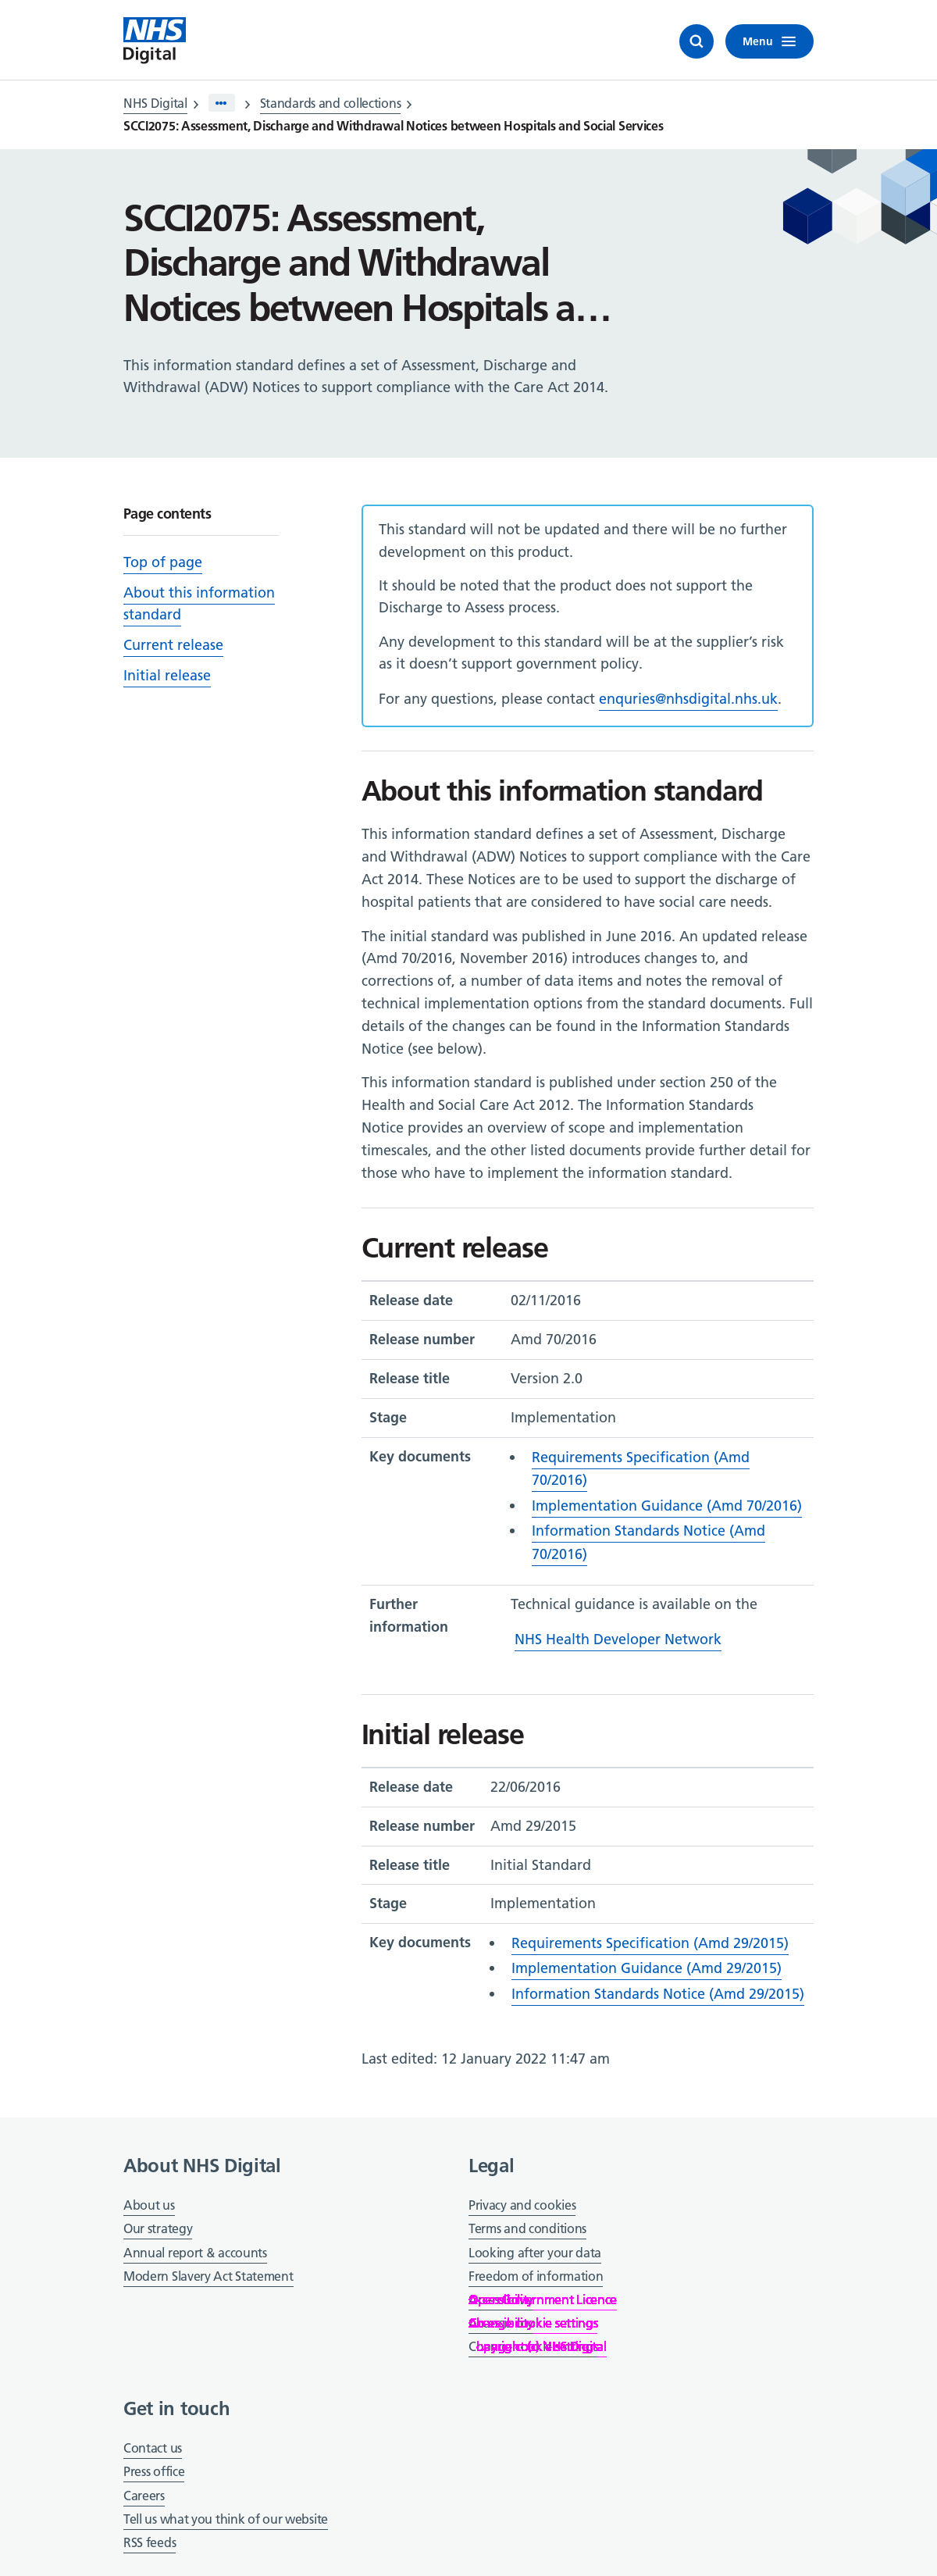 NHS
Digital
Menu
NHS Digital > ••• > Standards and collections >
SCCI2075: Assessment, Discharge and Withdrawal Notices between Hospitals and Social Services
SCCI2075: Assessment,
Discharge and Withdrawal
Notices between Hospitals a...
This information standard defines a set of Assessment, Discharge and
Withdrawal (ADW) Notices to support compliance with the Care Act 2014.
Page contents
Top of page
About this information
standard
Current release
Initial release
This standard will not be updated and there will be no further
development on this product.
It should be noted that the product does not support the
Discharge to Assess process.
Any development to this standard will be at the supplier’s risk
as it doesn’t support government policy.
For any questions, please contact enquries@nhsdigital.nhs.uk.
About this information standard
This information standard defines a set of Assessment, Discharge
and Withdrawal (ADW) Notices to support compliance with the Care
Act 2014. These Notices are to be used to support the discharge of
hospital patients that are considered to have social care needs.
The initial standard was published in June 2016. An updated release
(Amd 70/2016, November 2016) introduces changes to, and
corrections of, a number of data items and notes the removal of
technical implementation options from the standard documents. Full
details of the changes can be found in the Information Standards
Notice (see below).
This information standard is published under section 250 of the
Health and Social Care Act 2012. The Information Standards
Notice provides an overview of scope and implementation
timescales, and the other listed documents provide further detail for
those who have to implement the information standard.
Current release
Release date 02/11/2016
Release number Amd 70/2016
Release title Version 2.0
Stage Implementation
Key documents • Requirements Specification (Amd
70/2016)
• Implementation Guidance (Amd 70/2016)
• Information Standards Notice (Amd
70/2016)
Further Technical guidance is available on the
information
NHS Health Developer Network
Initial release
Release date 22/06/2016
Release number Amd 29/2015
Release title Initial Standard
Stage Implementation
Key documents • Requirements Specification (Amd 29/2015)
• Implementation Guidance (Amd 29/2015)
• Information Standards Notice (Amd 29/2015)
Last edited: 12 January 2022 11:47 am
About NHS Digital
About us
Our strategy
Annual report & accounts
Modern Slavery Act Statement
Legal
Privacy and cookies
Terms and conditions
Looking after your data
Freedom of information
Get in touch
Contact us
Press office
Careers
Tell us what you think of our website
RSS feeds